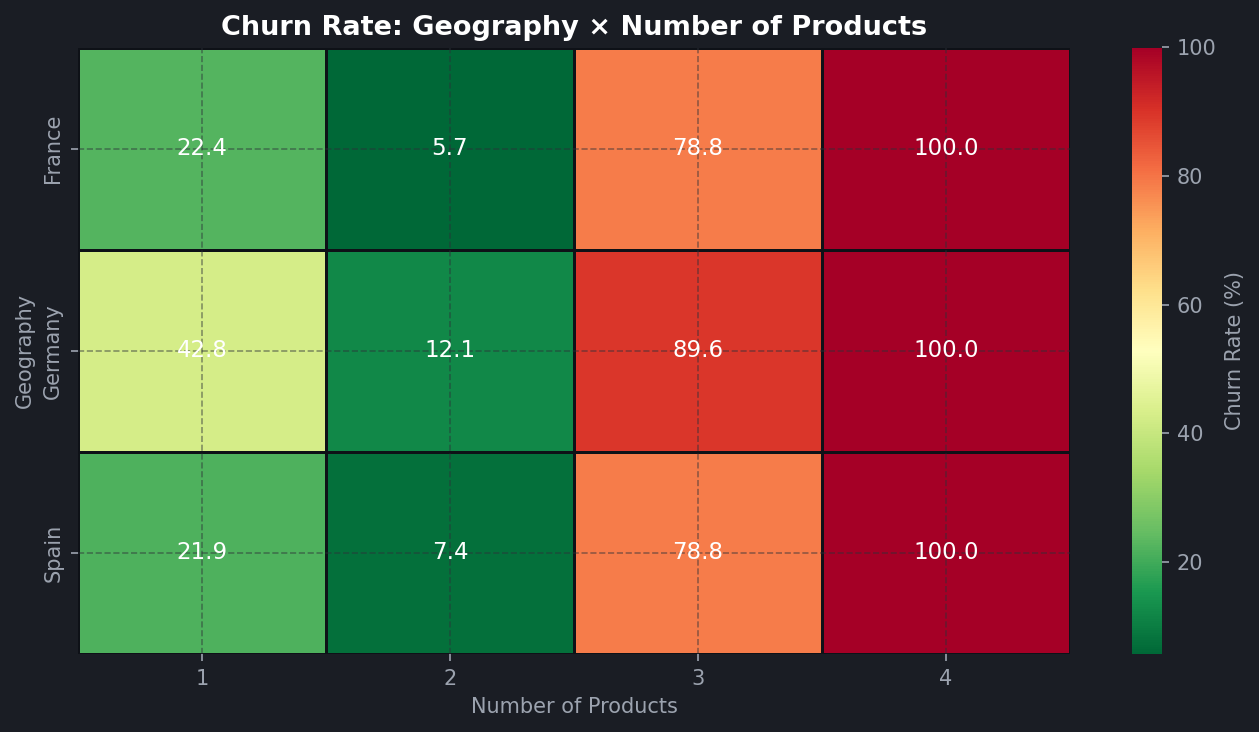 Churn Rate: Geography × Number of Products
100
80
60
40
20
Churn Rate (%)
Geography
France
22.4 5.7 78.8 100.0
Germany
42.8 12.1 89.6 100.0
Spain
21.9 7.4 78.8 100.0
1 2 3 4
Number of Products